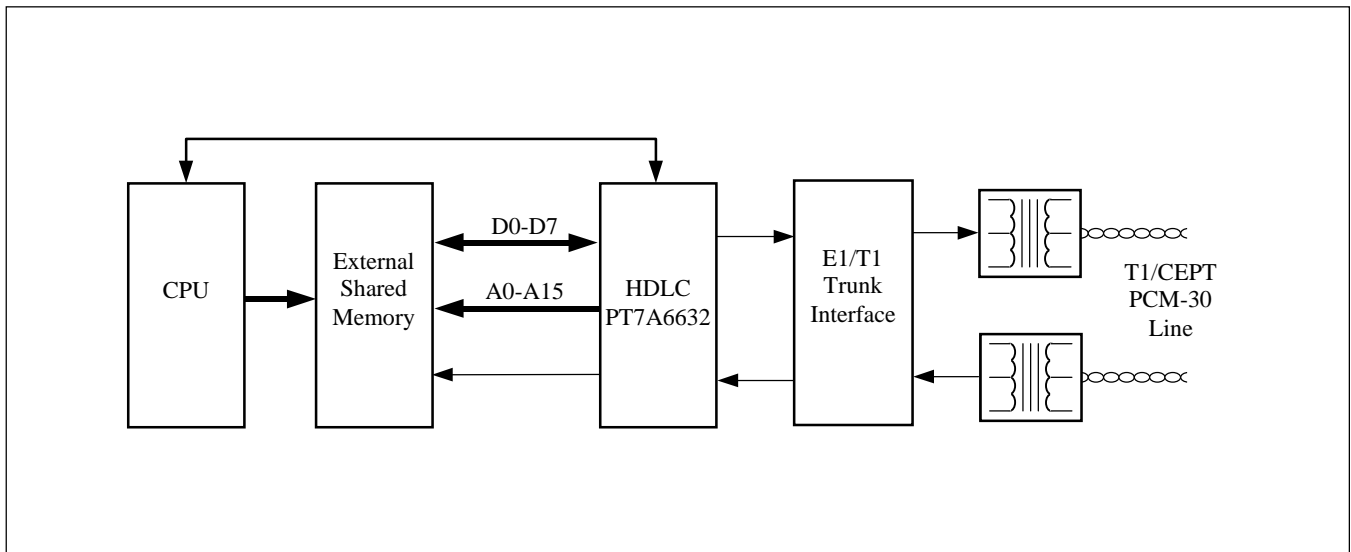 CPU
External
Shared
Memory
D0-D7
A0-A15
HDLC
PT7A6632
E1/T1
Trunk
Interface
T1/CEPT
PCM-30
Line